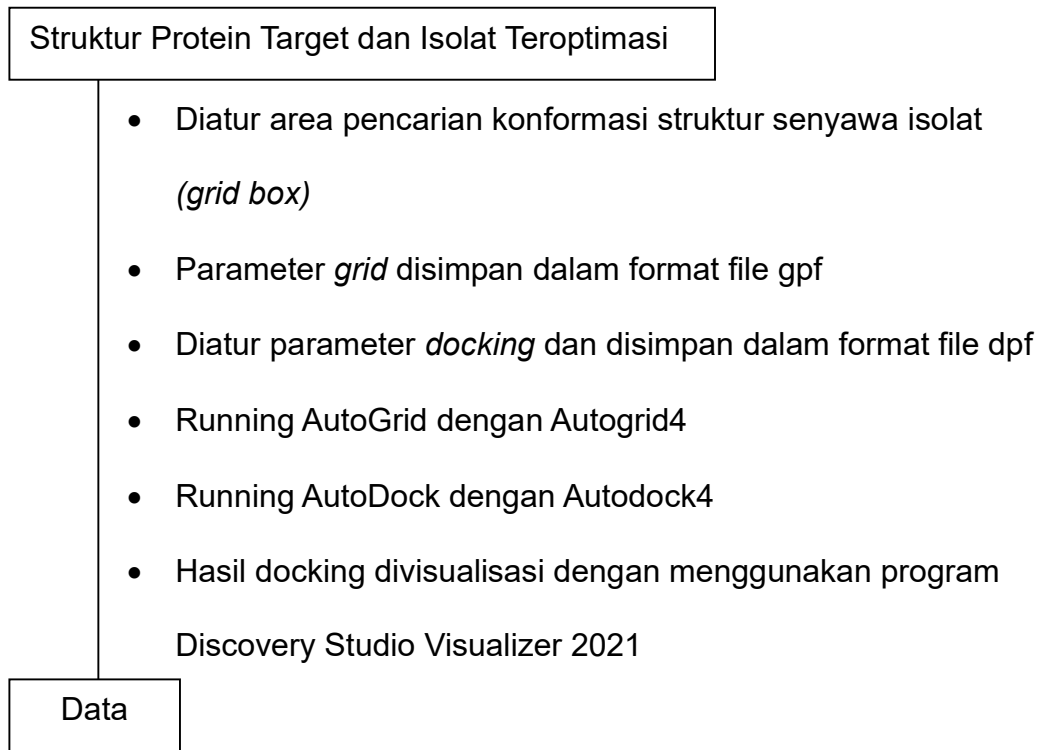 Struktur Protein Target dan Isolat Teroptimasi
• Diatur area pencarian konformasi struktur senyawa isolat
(grid box)
• Parameter grid disimpan dalam format file gpf
• Diatur parameter docking dan disimpan dalam format file dpf
• Running AutoGrid dengan Autogrid4
• Running AutoDock dengan Autodock4
• Hasil docking divisualisasi dengan menggunakan program
Discovery Studio Visualizer 2021
Data